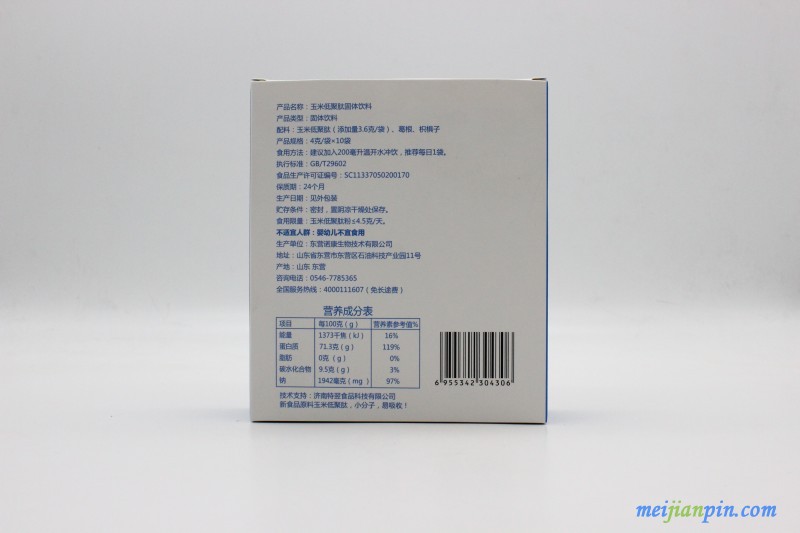 产品名称：玉米低聚肽固体饮料
产品类型：固体饮料
配料：玉米低聚肽（添加量3.6克/袋）、葛根、枳椇子
产品规格：4克/袋×10袋
食用方法：建议加入200毫升温开水冲饮，推荐每日1袋。
执行标准：GB/T29602
食品生产许可证编号：SC11337050200170
保质期：24个月
生产日期：见外包装
贮存条件：密封，置阴凉干燥处保存。
食用限量：玉米低聚肽粉≤4.5克/天。
不适宜人群：婴幼儿不宜食用
生产单位：东营诺康生物技术有限公司
地址：山东省东营市东营区石油科技产业园11号
产地：山东 东营
咨询电话：0546-7785365
全国服务热线：4000111607（免长途费）
营养成分表
项目 每100克（g） 营养素参考值%
能量 1373千焦（kJ） 16%
蛋白质 71.3克（g） 119%
脂肪 0克（g） 0%
碳水化合物 9.5克（g） 3%
钠 1942毫克（mg） 97%
6 955342 304306
技术支持：济南特搜食品科技有限公司
新食品原料玉米低聚肽，小分子，易吸收！
meijianpin.com